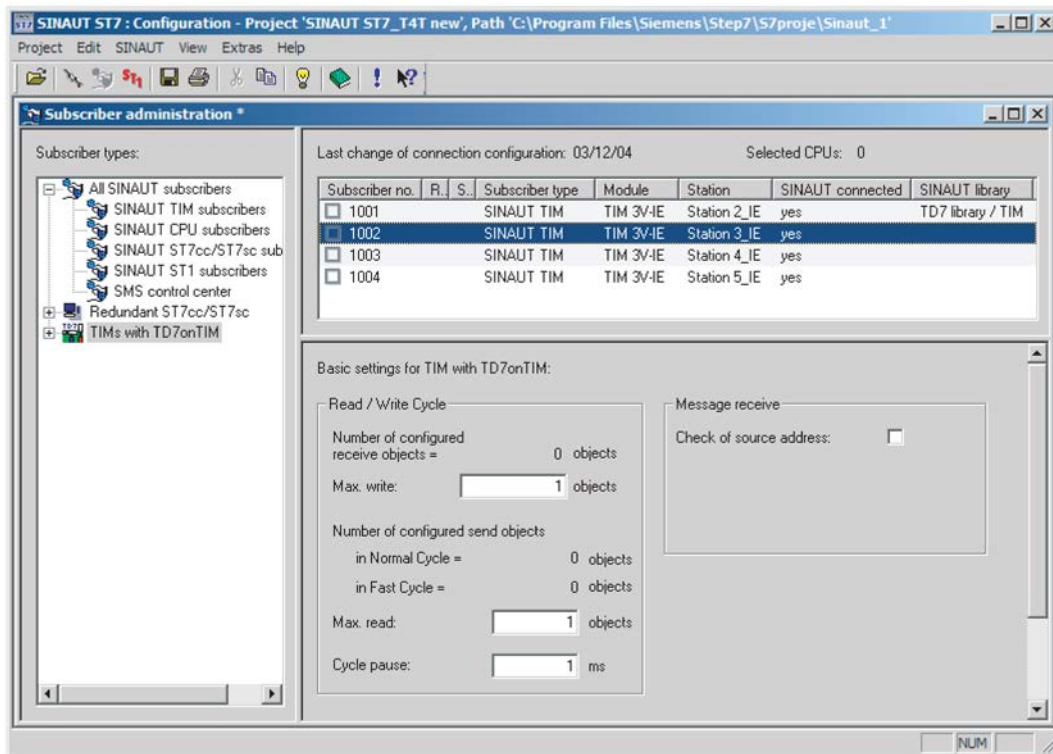 SINAUT ST7 : Configuration - Project 'SINAUT ST7_T4T new', Path 'C:\Program Files\Siemens\Step7\S7proje\Sinaut_1'
Project Edit SINAUT View Extras Help
Subscriber administration *
Subscriber types:
All SINAUT subscribers
SINAUT TIM subscribers
SINAUT CPU subscribers
SINAUT ST7cc/ST7sc sub
SINAUT ST1 subscribers
SMS control center
Redundant ST7cc/ST7sc
TIMs with TD7onTIM
Last change of connection configuration: 03/12/04 Selected CPUs: 0
Subscriber no. R.. S.. Subscriber type Module Station SINAUT connected SINAUT library
1001 SINAUT TIM TIM 3V-IE Station 2_IE yes TD7 library / TIM
1002 SINAUT TIM TIM 3V-IE Station 3_IE yes
1003 SINAUT TIM TIM 3V-IE Station 4_IE yes
1004 SINAUT TIM TIM 3V-IE Station 5_IE yes
Basic settings for TIM with TD7onTIM:
Read / Write Cycle
Number of configured
receive objects = 0 objects
Max. write: 1 objects
Number of configured send objects
in Normal Cycle = 0 objects
in Fast Cycle = 0 objects
Max. read: 1 objects
Cycle pause: 1 ms
Message receive
Check of source address:
NUM